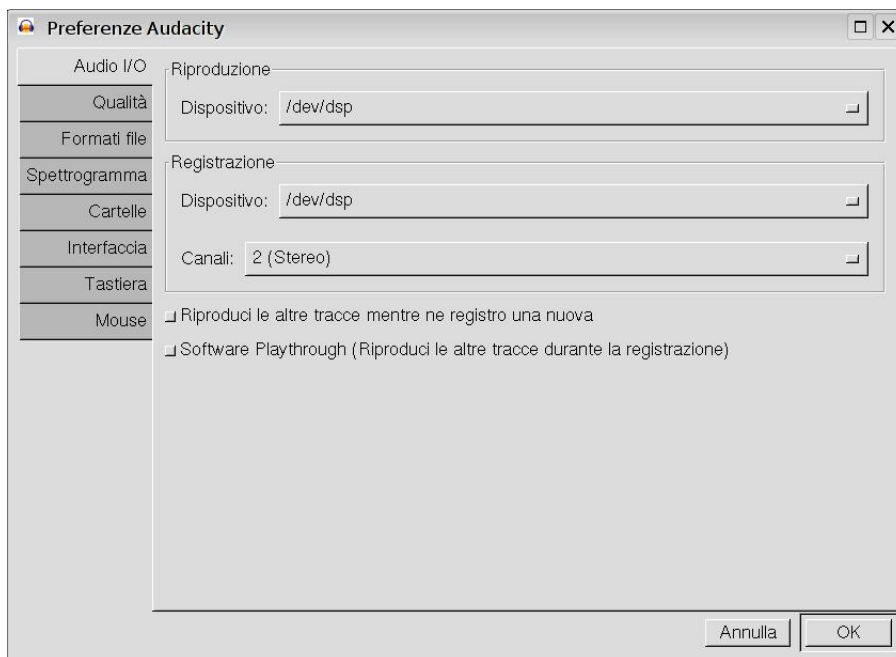 Preferenze Audacity
Audio I/O
Qualità
Formati file
Spettrogramma
Cartelle
Interfaccia
Tastiera
Mouse
Riproduzione
Dispositivo: /dev/dsp
Registrazione
Dispositivo: /dev/dsp
Canali: 2 (Stereo)
Riproduci le altre tracce mentre ne registro una nuova
Software Playthrough (Riproduci le altre tracce durante la registrazione)
Annulla
OK